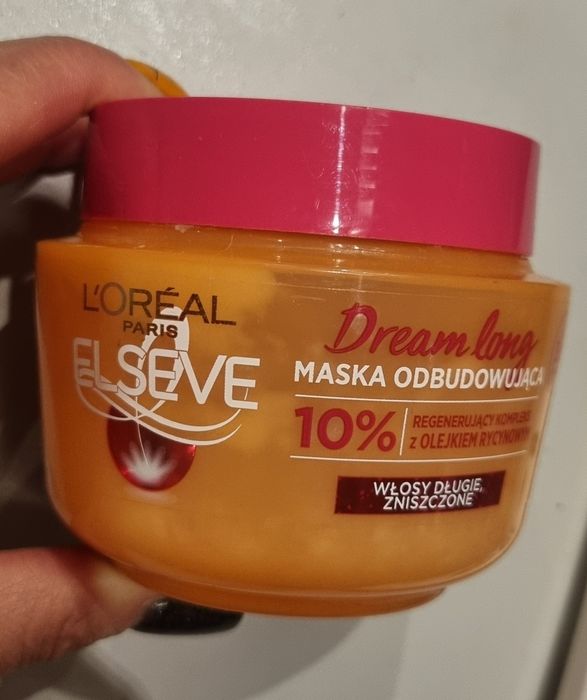 L'ORÉAL
PARIS
ELSEVE
Dream long
MASKA ODBUDOWUJĄCA
10%
REGENERUJĄCY KOMPLEKS
z OLEJKIEM RYCYNOWYM
WŁOSY DŁUGIE,
ZNISZCZONE